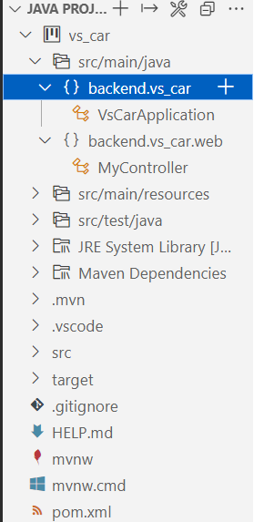 JAVA PROJ...
vs_car
src/main/java
{} backend.vs_car
VsCarApplication
{} backend.vs_car.web
MyController
src/main/resources
src/test/java
JRE System Library [J...
Maven Dependencies
.mvn
.vscode
src
target
.gitignore
HELP.md
mvnw
mvnw.cmd
pom.xml